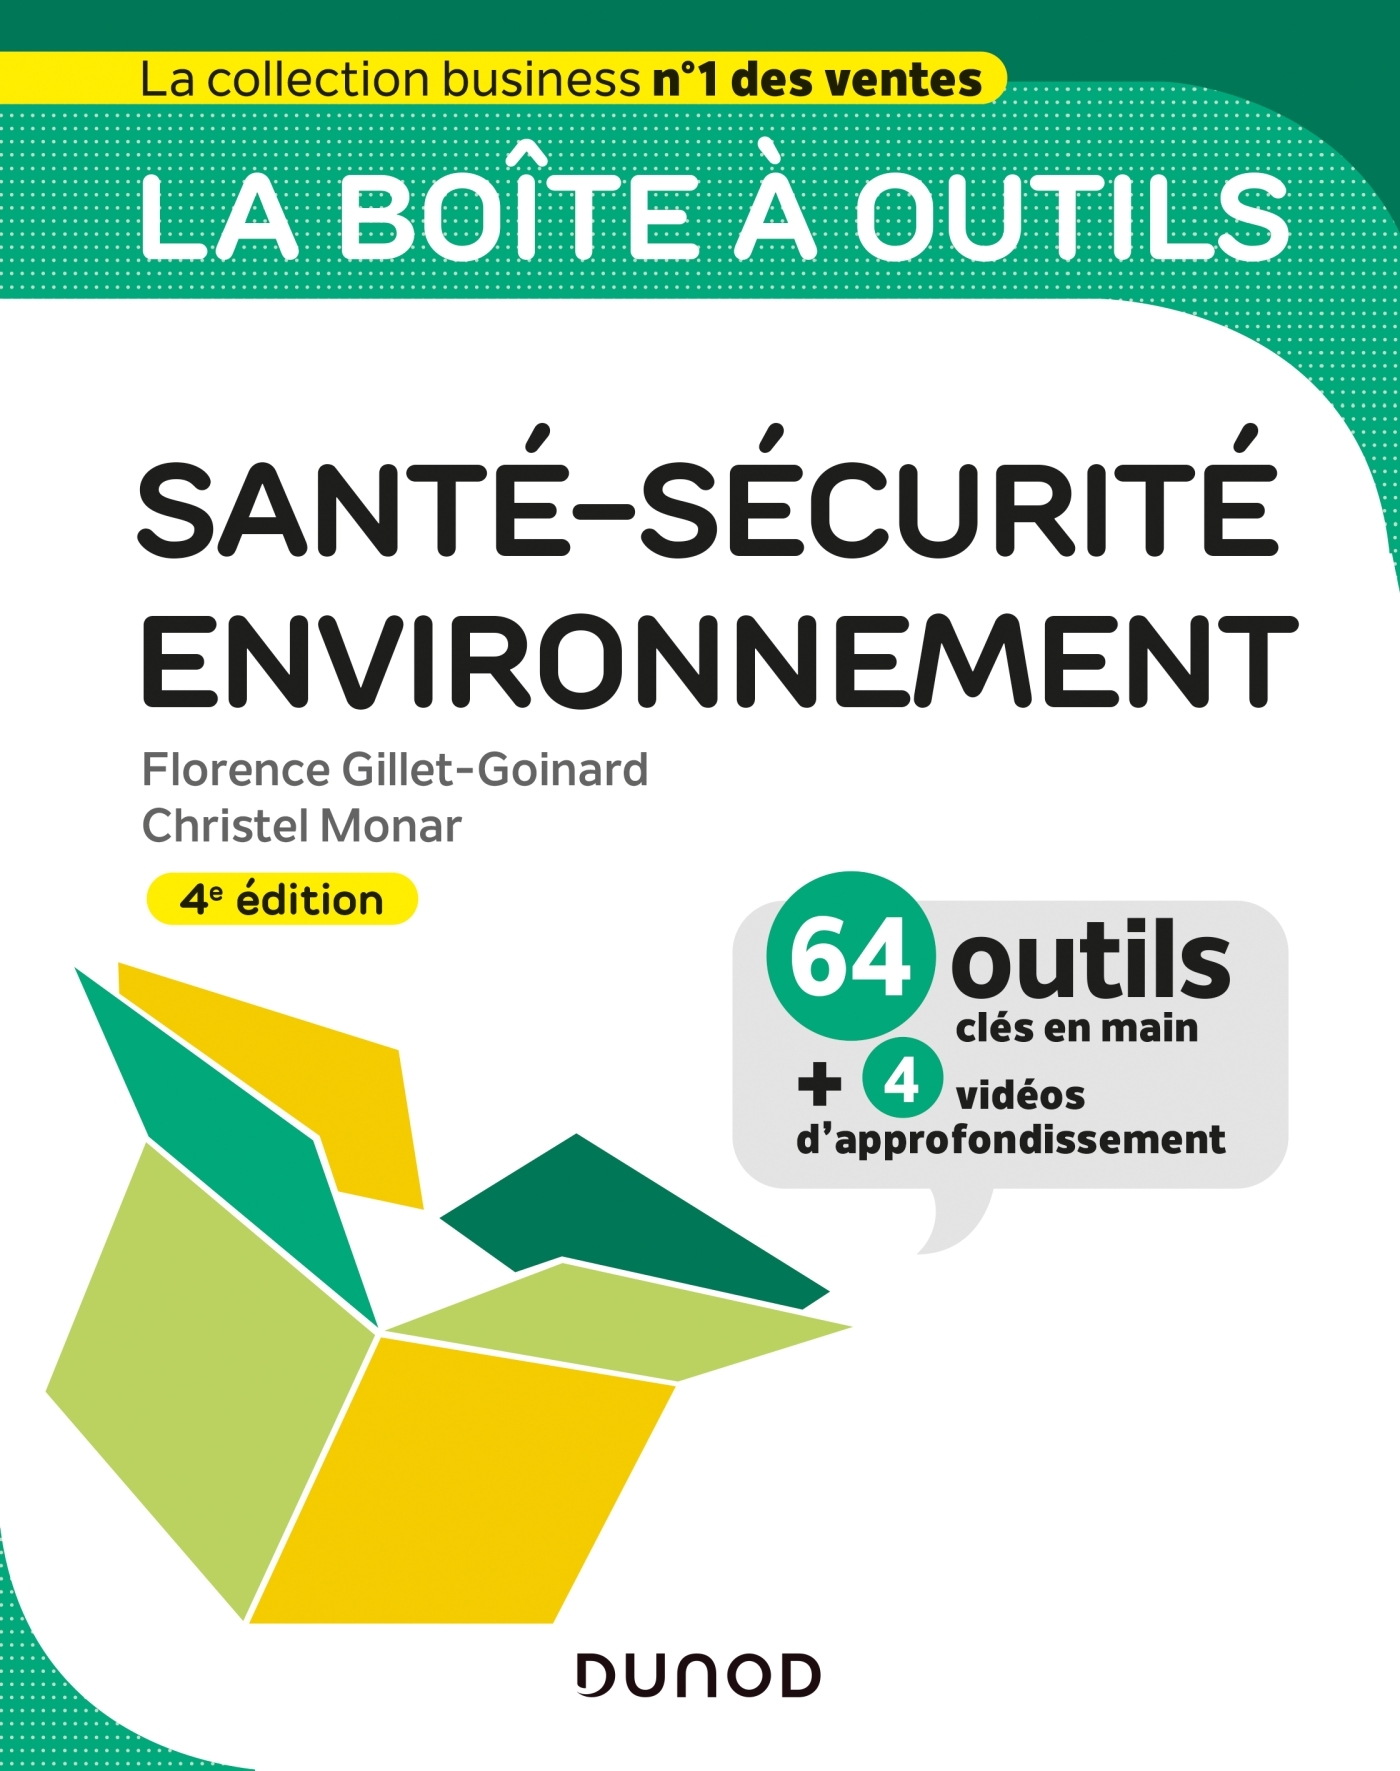 La collection business n°1 des ventes
LA BOÎTE À OUTILS
SANTÉ-SÉCURITÉ
ENVIRONNEMENT
Florence Gillet-Goinard
Christel Monar
4e édition
64 outils
clés en main
+ 4 vidéos
d'approfondissement
DUNOD